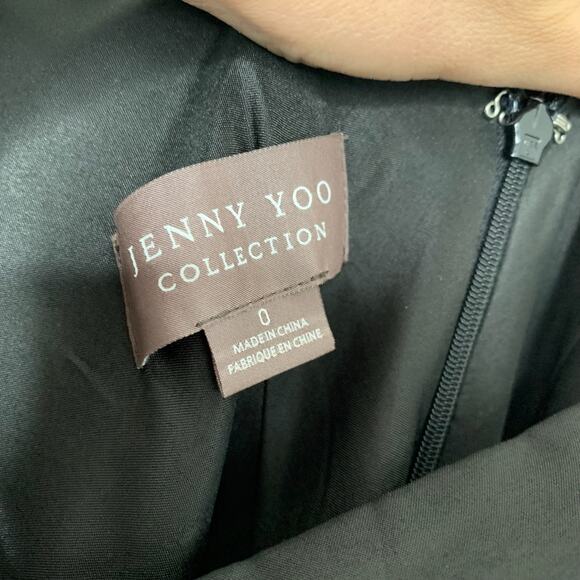 JENNY YOO
COLLECTION
0
MADE IN CHINA
FABRIQUE EN CHINE